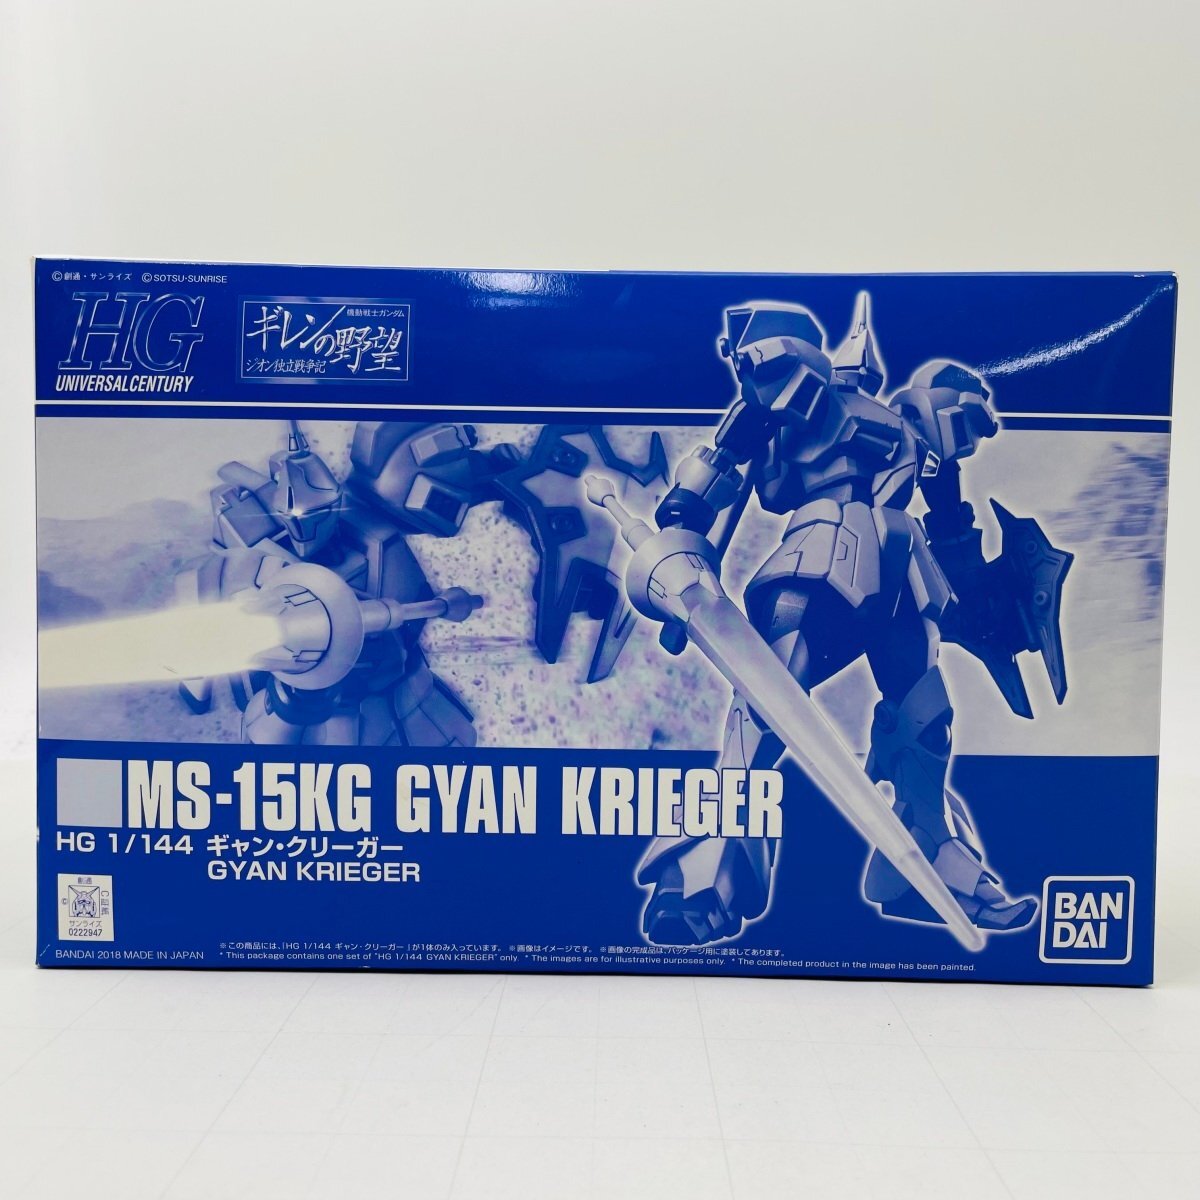 ©創通・サンライズ ©SOTSU・SUNRISE
HG
UNIVERSAL CENTURY
機動戦士ガンダム
ギレンの野望
ジオン独立戦争記
MS-15KG GYAN KRIEGER
HG 1/144 ギャン・クリーガー
GYAN KRIEGER
創通
©
サンライズ
0222947
BANDAI 2018 MADE IN JAPAN
※この商品には、「HG 1/144 ギャン・クリーガー」が1体のみ入っています。 ※画像はイメージです。 ※画像の完成品は、パッケージ用に塗装してあります。
* This package contains one set of "HG 1/144 GYAN KRIEGER" only. * The images are for illustrative purposes only. * The completed product in the image has been painted.
BAN
DAI